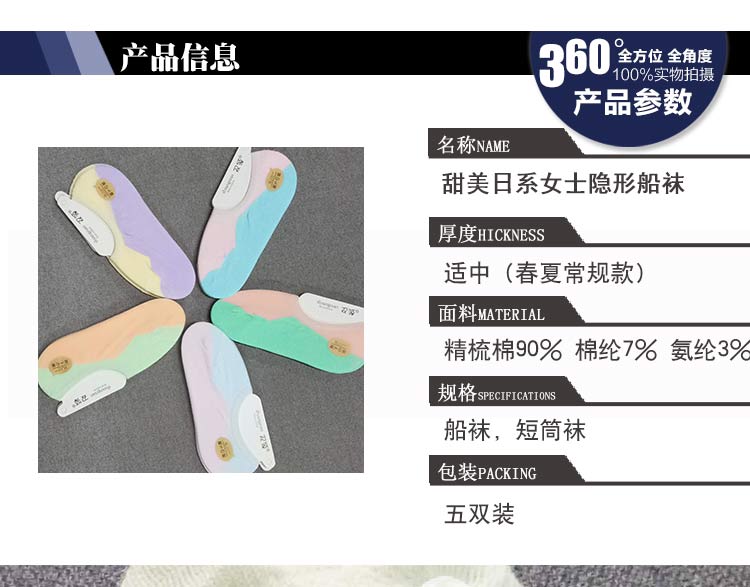 产品信息
360°
全方位 全角度
100%实物拍摄
产品参数
名称NAME
甜美日系女士隐形船袜
厚度HICKNESS
适中（春夏常规款）
面料MATERIAL
精梳棉90% 棉纶7% 氨纶3%
规格SPECIFICATIONS
船袜，短筒袜
包装PACKING
五双装